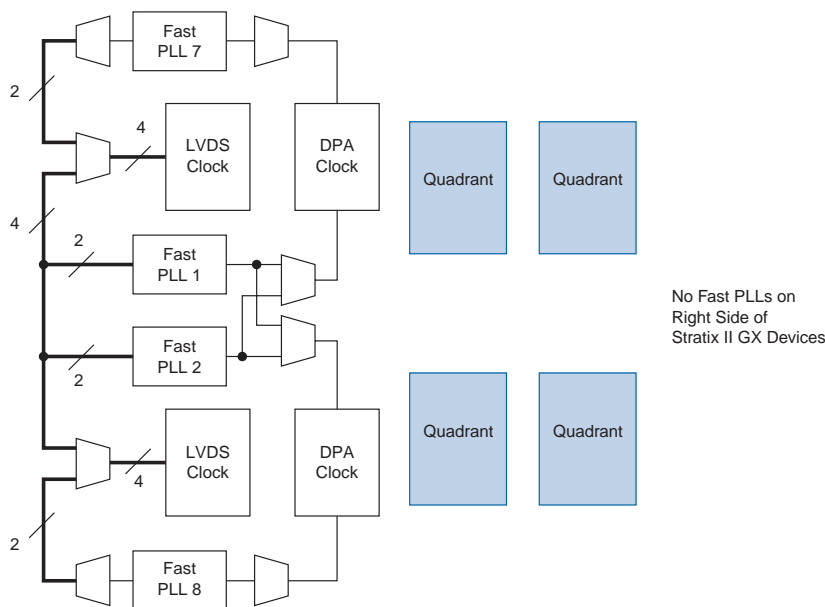 Fast
PLL 7
2
4
LVDS
Clock
DPA
Clock
Quadrant
Quadrant
4
2
Fast
PLL 1
No Fast PLLs on
Right Side of
Stratix II GX Devices
Fast
PLL 2
2
LVDS
Clock
DPA
Clock
Quadrant
Quadrant
4
2
Fast
PLL 8